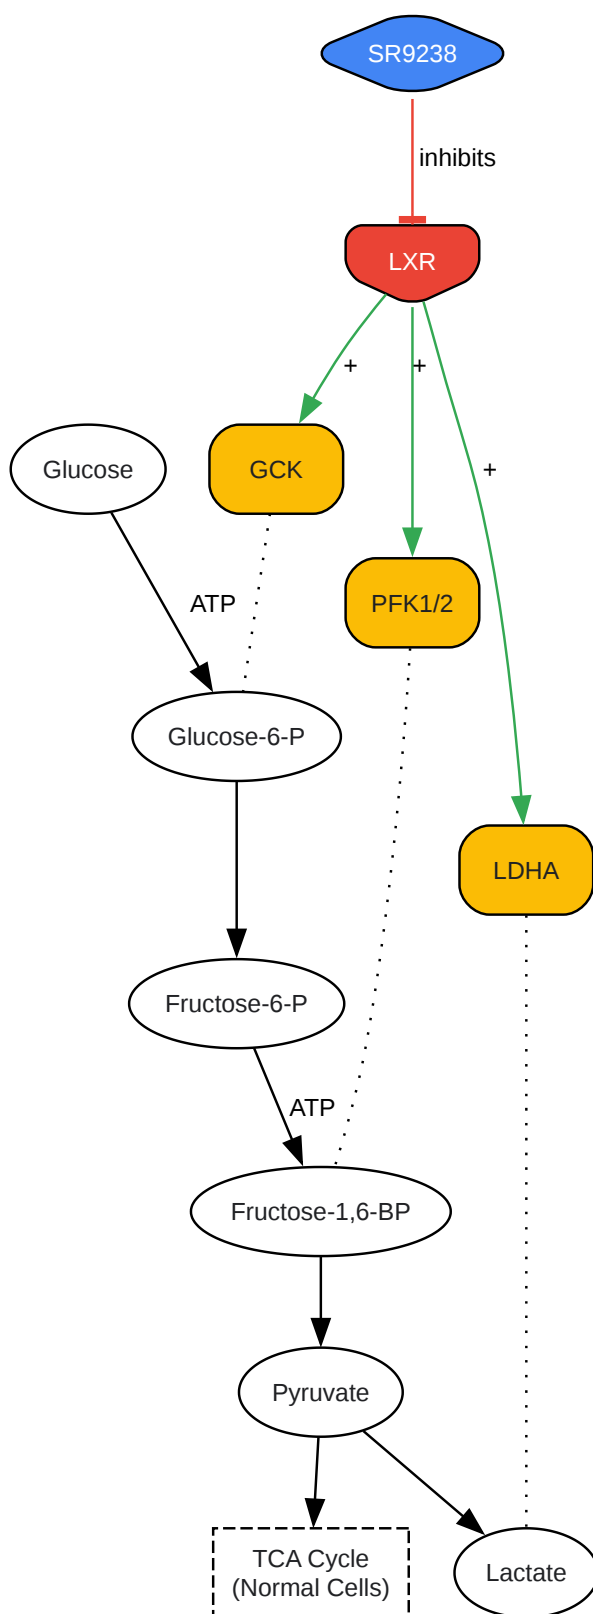 SR9238
inhibits
LXR
+
+
+
Glucose
GCK
PFK1/2
ATP
Glucose-6-P
LDHA
Fructose-6-P
ATP
Fructose-1,6-BP
Pyruvate
TCA Cycle
(Normal Cells)
Lactate